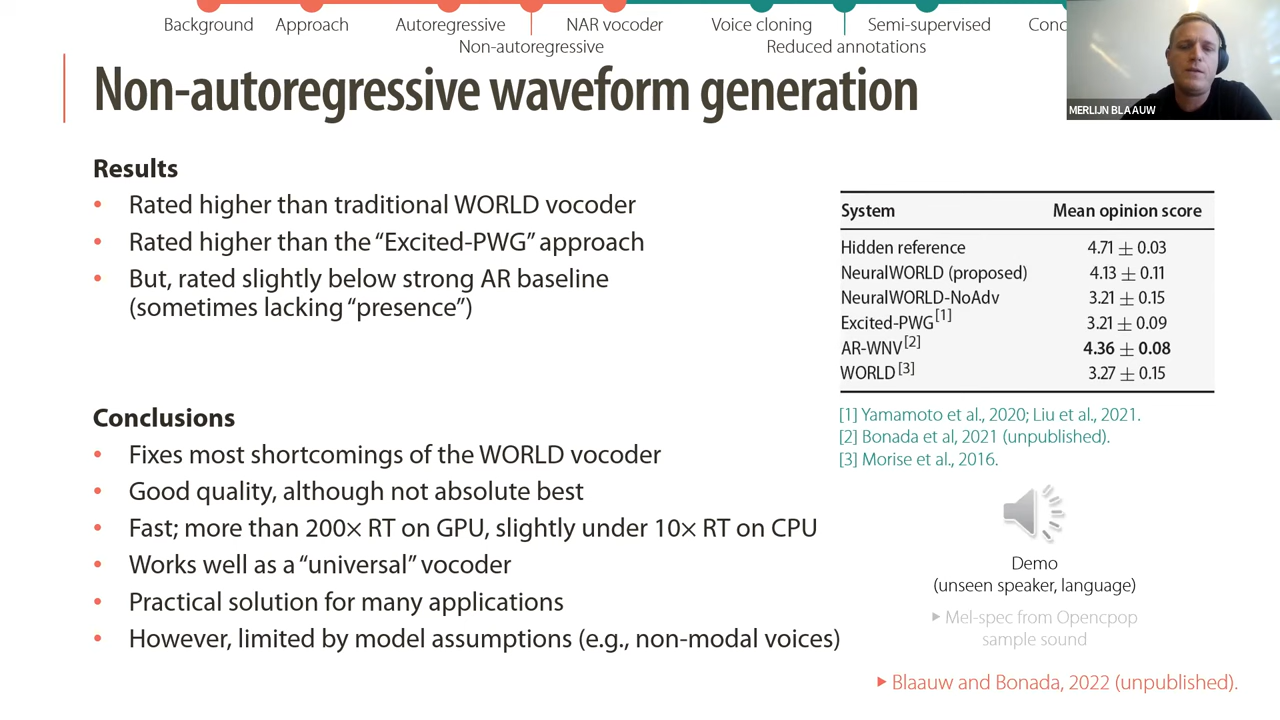 Background
Approach
Autoregressive
NAR vocoder
Voice cloning
Semi-supervised
Conc
Non-autoregressive
Reduced annotations
Non-autoregressive waveform generation
MERLIJN BLAAUW
Results
• Rated higher than traditional WORLD vocoder
• Rated higher than the “Excited-PWG” approach
• But, rated slightly below strong AR baseline
(sometimes lacking “presence”)
Conclusions
• Fixes most shortcomings of the WORLD vocoder
• Good quality, although not absolute best
• Fast; more than 200× RT on GPU, slightly under 10× RT on CPU
• Works well as a “universal” vocoder
• Practical solution for many applications
• However, limited by model assumptions (e.g., non-modal voices)
System Mean opinion score
Hidden reference 4.71 ± 0.03
NeuralWORLD (proposed) 4.13 ± 0.11
NeuralWORLD-NoAdv 3.21 ± 0.15
Excited-PWG[1] 3.21 ± 0.09
AR-WNV[2] 4.36 ± 0.08
WORLD[3] 3.27 ± 0.15
[1] Yamamoto et al., 2020; Liu et al., 2021.
[2] Bonada et al, 2021 (unpublished).
[3] Morise et al., 2016.
Demo
(unseen speaker, language)
▶ Mel-spec from Opencpop
sample sound
▶ Blaauw and Bonada, 2022 (unpublished).